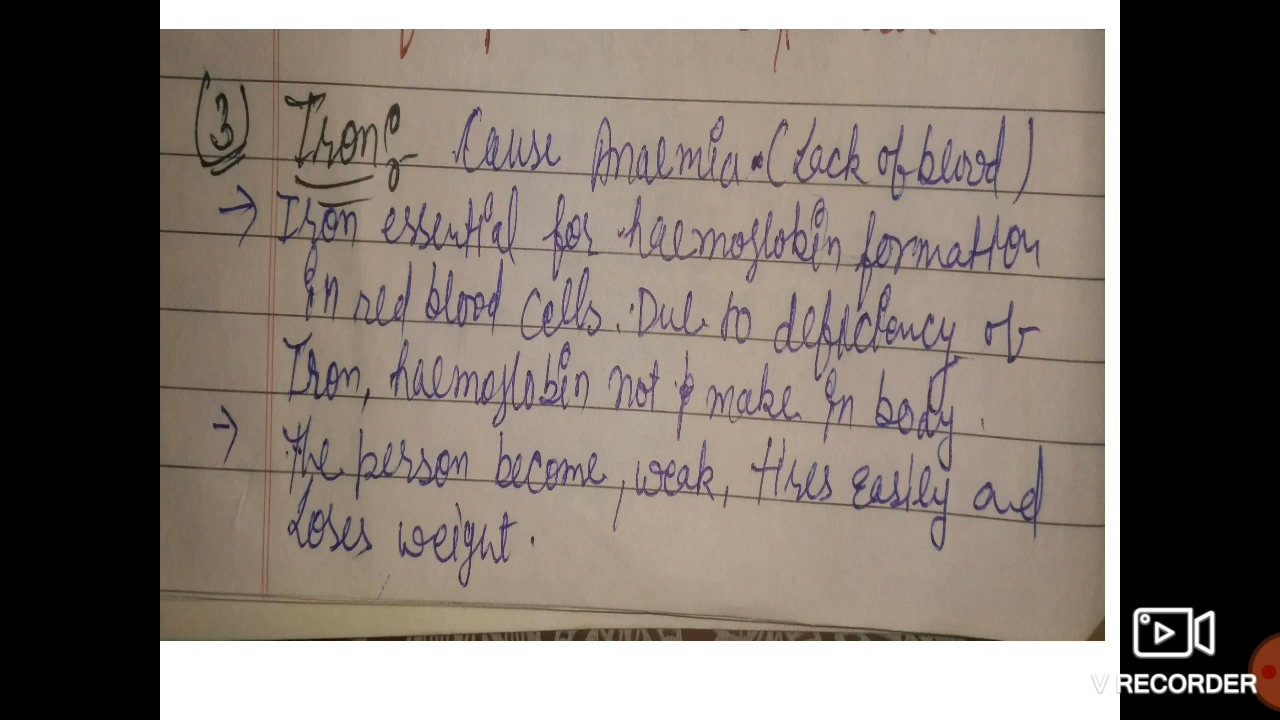 (3) Iron:- Cause Anaemia. (Lack of blood)
→ Iron essential for haemoglobin formation
in red blood cells. Due to deficiency of
Iron, haemoglobin not make in body.
→ The person become, weak, tires easily and
Loses weight.
V RECORDER